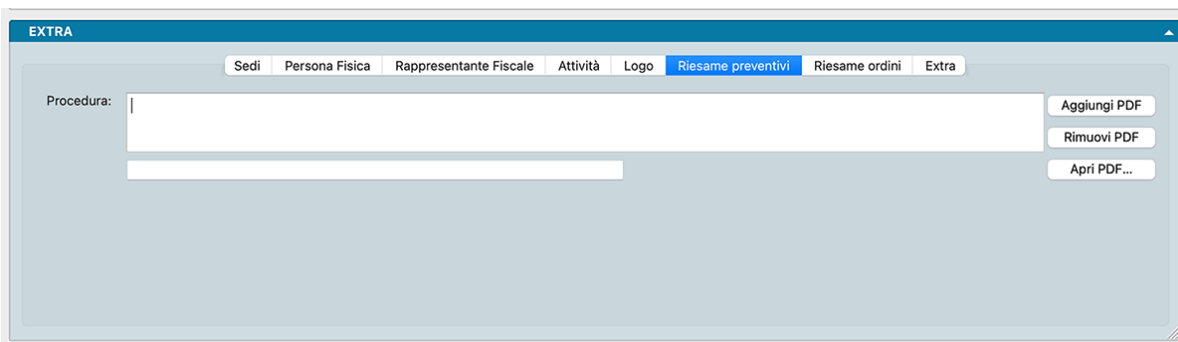 EXTRA
Sedi Persona Fisica Rappresentante Fiscale Attività Logo Riesame preventivi Riesame ordini Extra
Procedura:
Aggiungi PDF
Rimuovi PDF
Apri PDF...